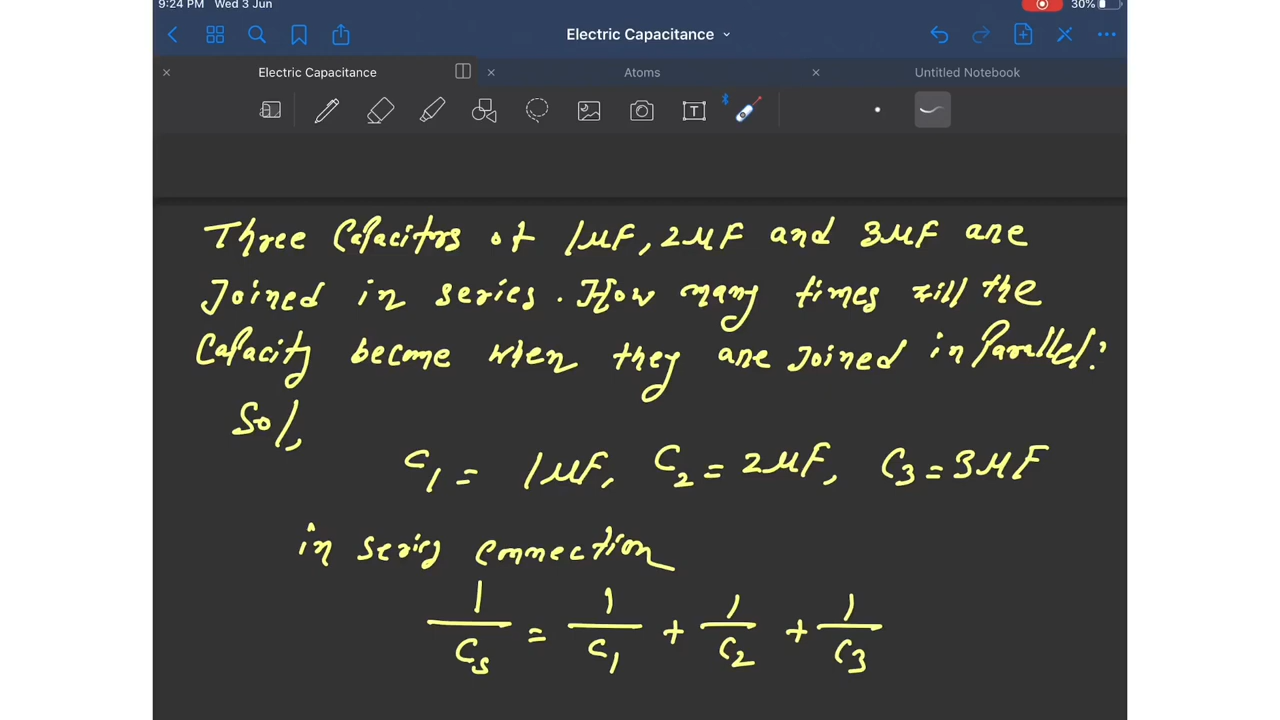 9:24 PM Wed 3 Jun
30%
Electric Capacitance
Electric Capacitance
Atoms
Untitled Notebook
T
Three Capacitors of 1μF, 2μF and 3μF are
Joined in series. How many times will the
Capacity become when they are Joined in Parallel?
Sol,
C1 = 1μF, C2 = 2μF, C3 = 3μF
in series connection
1/Cs = 1/C1 + 1/C2 + 1/C3